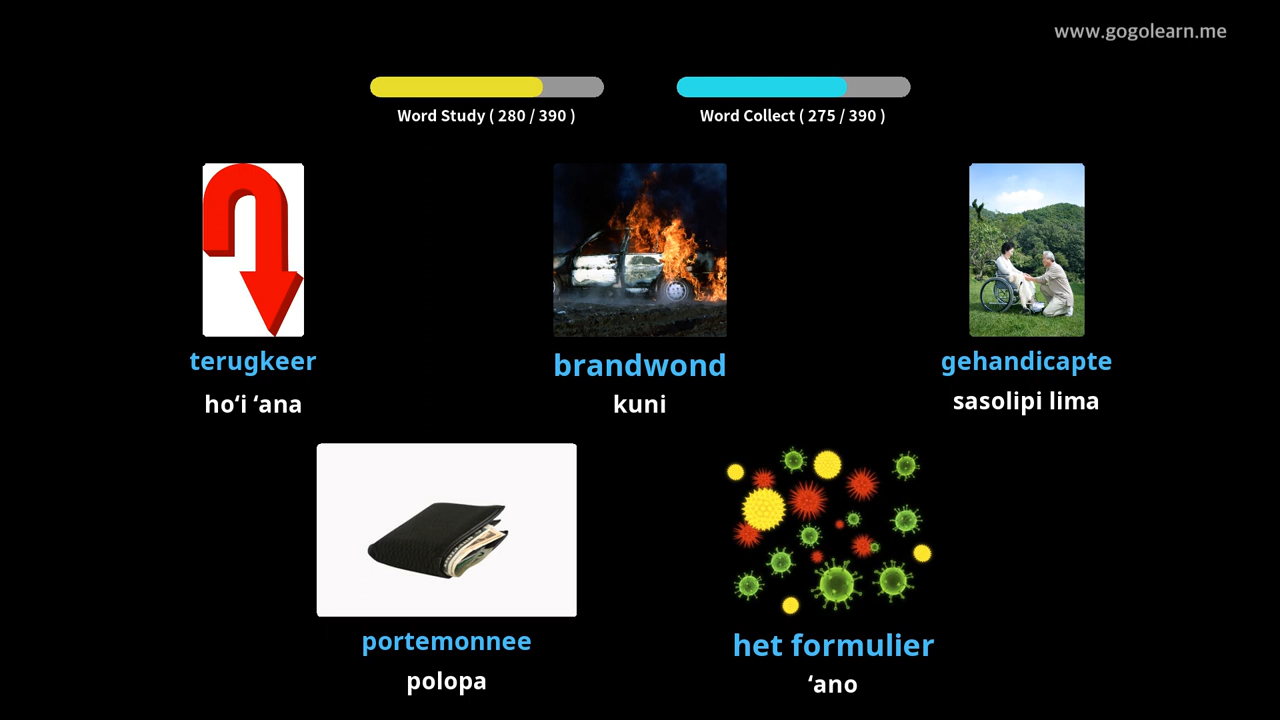 www.gogolearn.me
Word Study ( 280 / 390 )
Word Collect ( 275 / 390 )
terugkeer
hoʻi ʻana
brandwond
kuni
gehandicapte
sasolipi lima
portemonnee
polopa
het formulier
ʻano